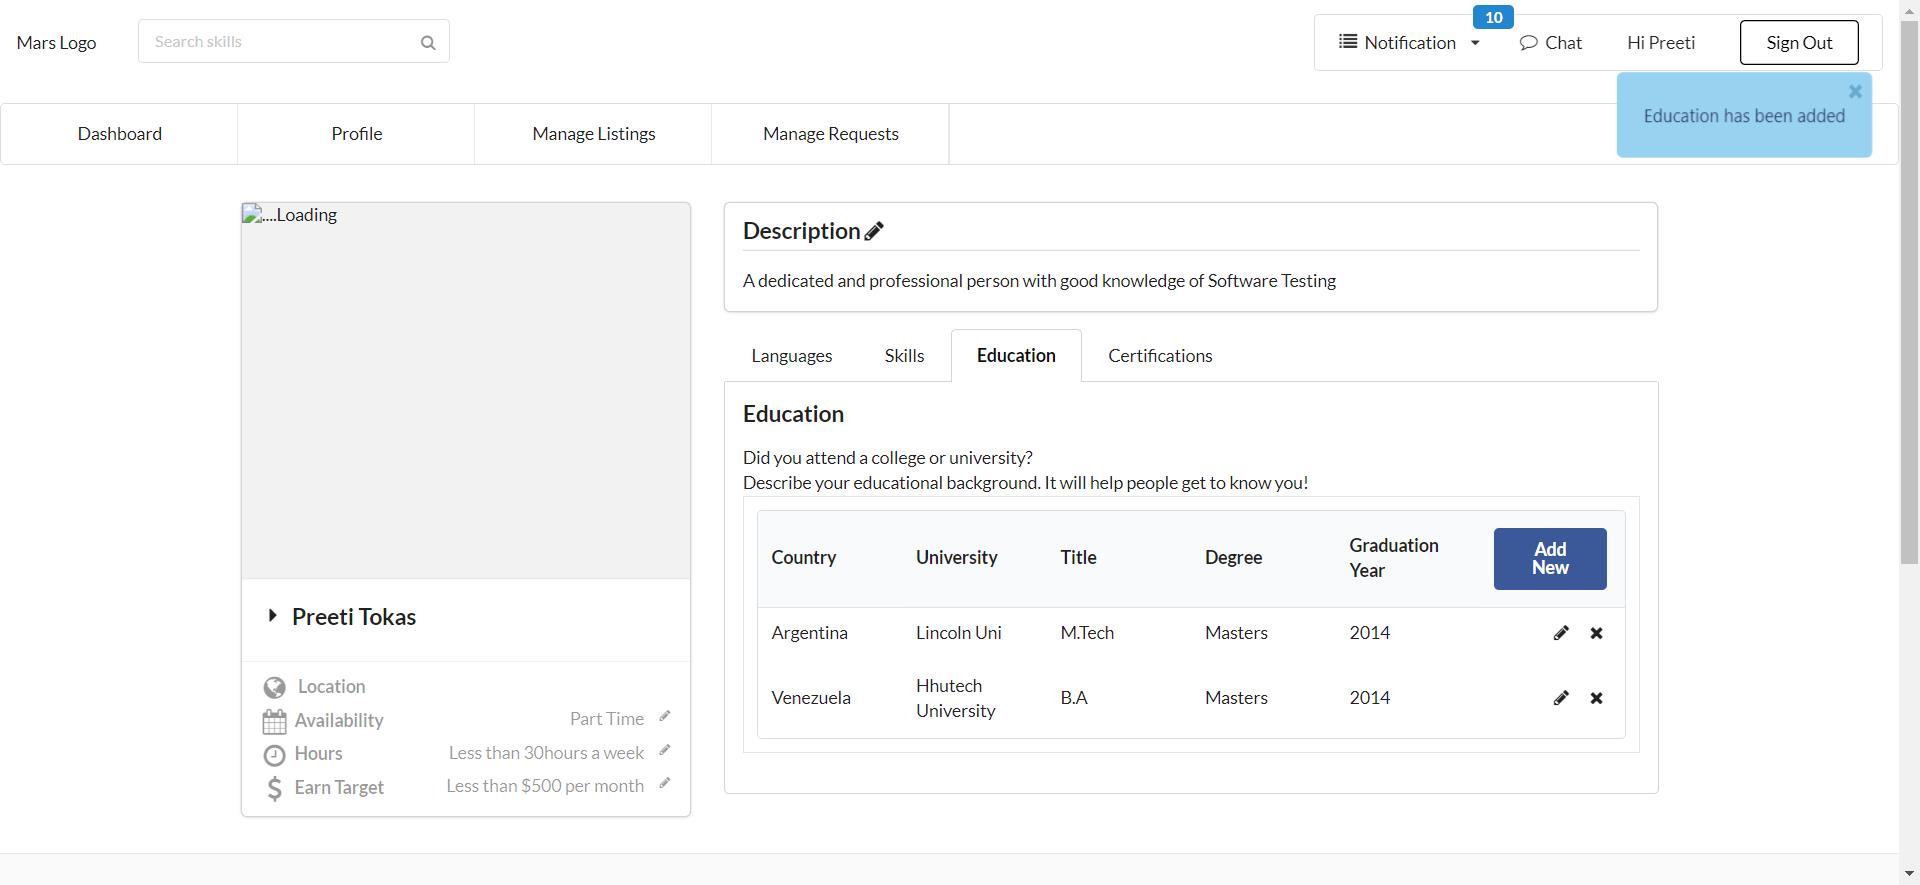 Mars Logo
Search skills
Notification
10
Chat
Hi Preeti
Sign Out
Education has been added
Dashboard
Profile
Manage Listings
Manage Requests
....Loading
Preeti Tokas
Location
Availability
Part Time
Hours
Less than 30hours a week
Earn Target
Less than $500 per month
Description
A dedicated and professional person with good knowledge of Software Testing
Languages
Skills
Education
Certifications
Education
Did you attend a college or university?
Describe your educational background. It will help people get to know you!
Country University Title Degree Graduation Year Add New
Argentina Lincoln Uni M.Tech Masters 2014
Venezuela Hhutech University B.A Masters 2014